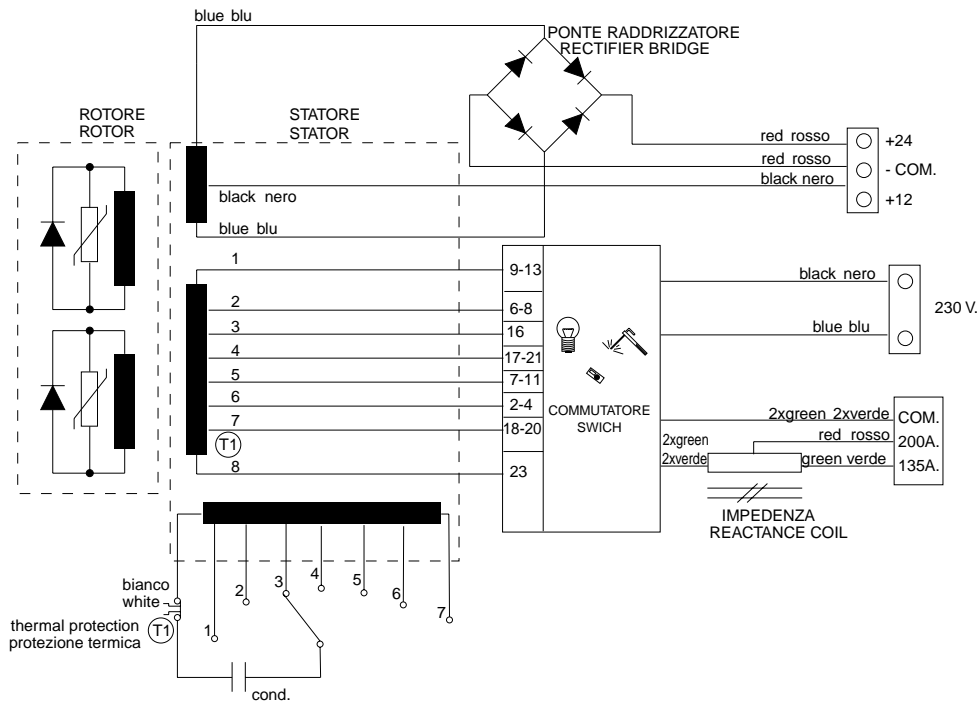 blue blu
PONTE RADDRIZZATORE
RECTIFIER BRIDGE
ROTORE
ROTOR
STATORE
STATOR
red rosso
+24
red rosso
- COM.
black nero
+12
black nero
blue blu
1
9-13
2
6-8
3
16
4
17-21
5
7-11
6
2-4
7
18-20
T1
8
23
COMMUTATORE
SWICH
black nero
230 V.
blue blu
2xgreen 2xverde
COM.
2xgreen
red rosso
200A.
2xverde
green verde
135A.
IMPEDENZA
REACTANCE COIL
bianco
white
thermal protection
protezione termica
T1
1
2
3
4
5
6
7
cond.